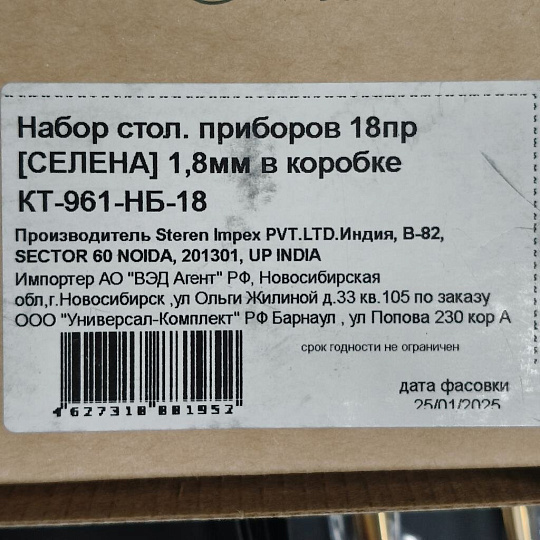 Набор стол. приборов 18пр
[СЕЛЕНА] 1,8мм в коробке
КТ-961-НБ-18
Производитель Steren Impex PVT.LTD.Индия, B-82,
SECTOR 60 NOIDA, 201301, UP INDIA
Импортер АО "ВЭД Агент" РФ, Новосибирская
обл,г.Новосибирск ,ул Ольги Жилиной д.33 кв.105 по заказу
ООО "Универсал-Комплект" РФ Барнаул , ул Попова 230 кор А
срок годности не ограничен
дата фасовки
25/01/2025
4 627318 881952